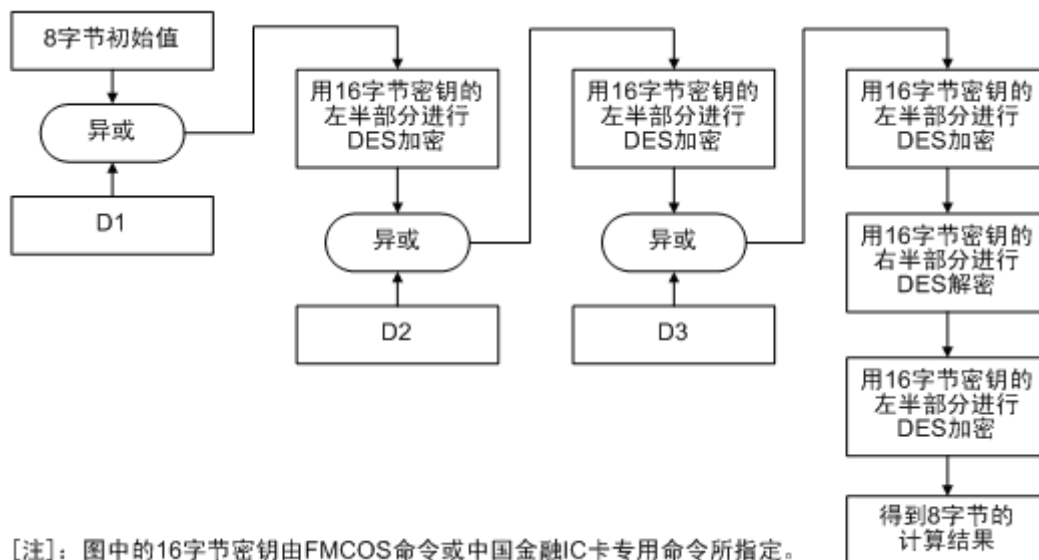 8字节初始值
异或
D1
用16字节密钥的
左半部分进行
DES加密
异或
D2
用16字节密钥的
左半部分进行
DES加密
异或
D3
用16字节密钥的
左半部分进行
DES加密
用16字节密钥的
右半部分进行
DES解密
用16字节密钥的
左半部分进行
DES加密
得到8字节的
计算结果
[注]：图中的16字节密钥由FMCOS命令或中国金融IC卡专用命令所指定。